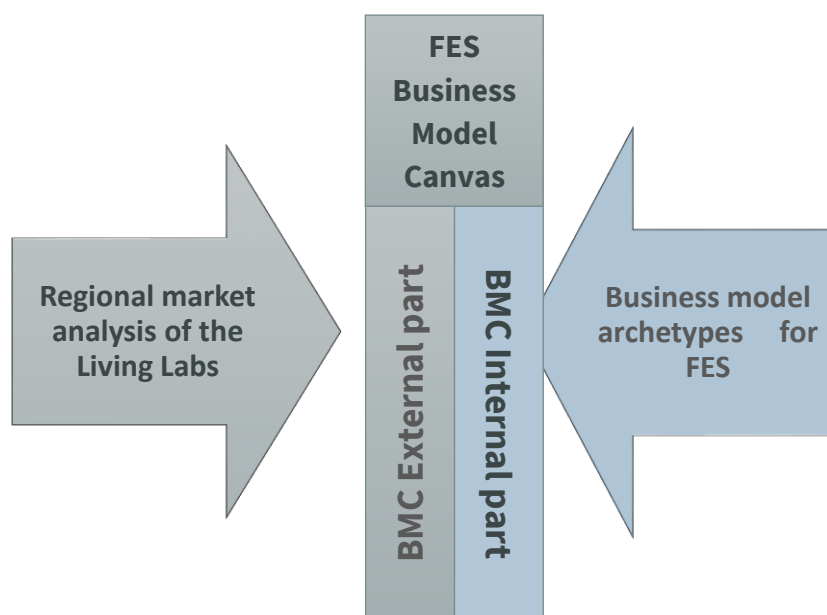 FES
Business
Model
Canvas
Regional market
analysis of the
Living Labs
BMC External part
BMC Internal part
Business model
archetypes for
FES